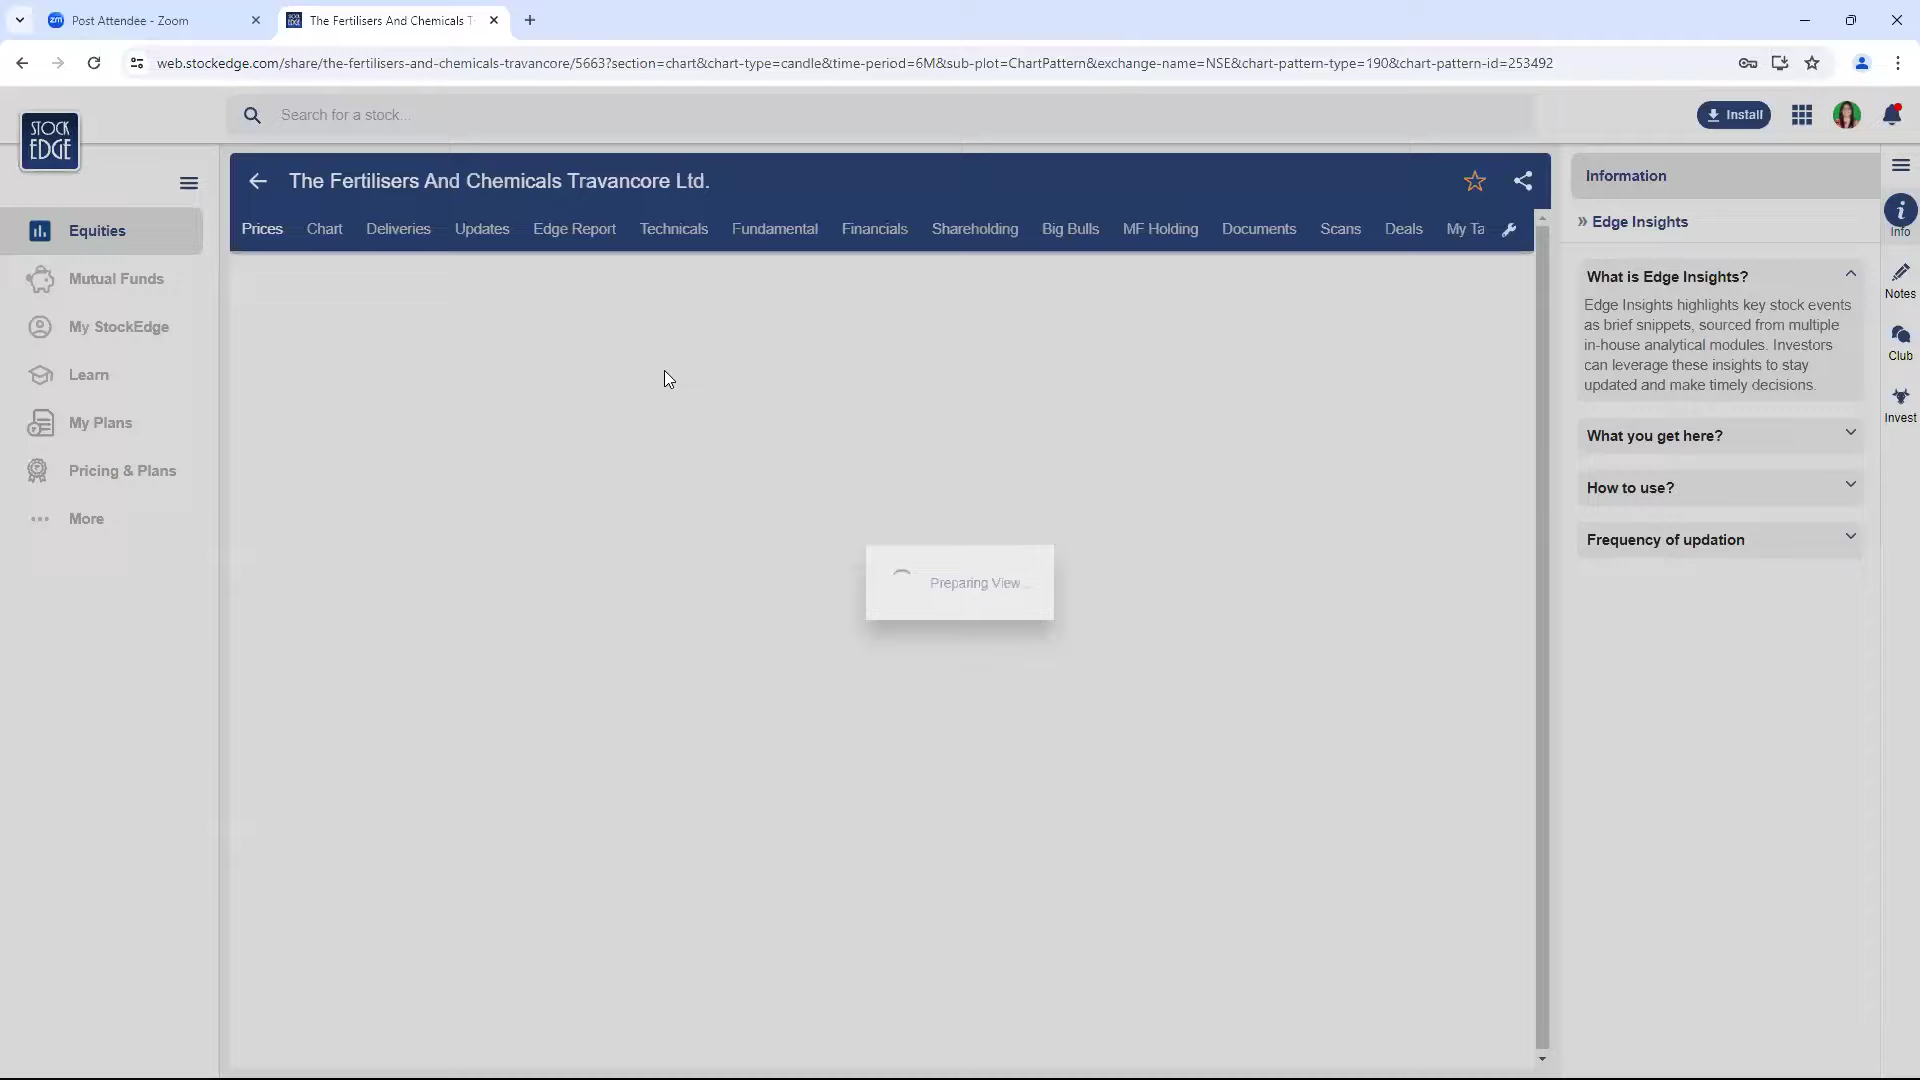 zm Post Attendee - Zoom
The Fertilisers And Chemicals T
web.stockedge.com/share/the-fertilisers-and-chemicals-travancore/5663?section=chart&chart-type=candle&time-period=6M&sub-plot=ChartPattern&exchange-name=NSE&chart-pattern-type=190&chart-pattern-id=253492
STOCK
EDGE
Search for a stock...
Install
Equities
Mutual Funds
My StockEdge
Learn
My Plans
Pricing & Plans
More
The Fertilisers And Chemicals Travancore Ltd.
Prices Chart Deliveries Updates Edge Report Technicals Fundamental Financials Shareholding Big Bulls MF Holding Documents Scans Deals My Ta
Preparing View...
Information
» Edge Insights
What is Edge Insights?
Edge Insights highlights key stock events
as brief snippets, sourced from multiple
in-house analytical modules. Investors
can leverage these insights to stay
updated and make timely decisions.
What you get here?
How to use?
Frequency of updation
Info
Notes
Club
Invest